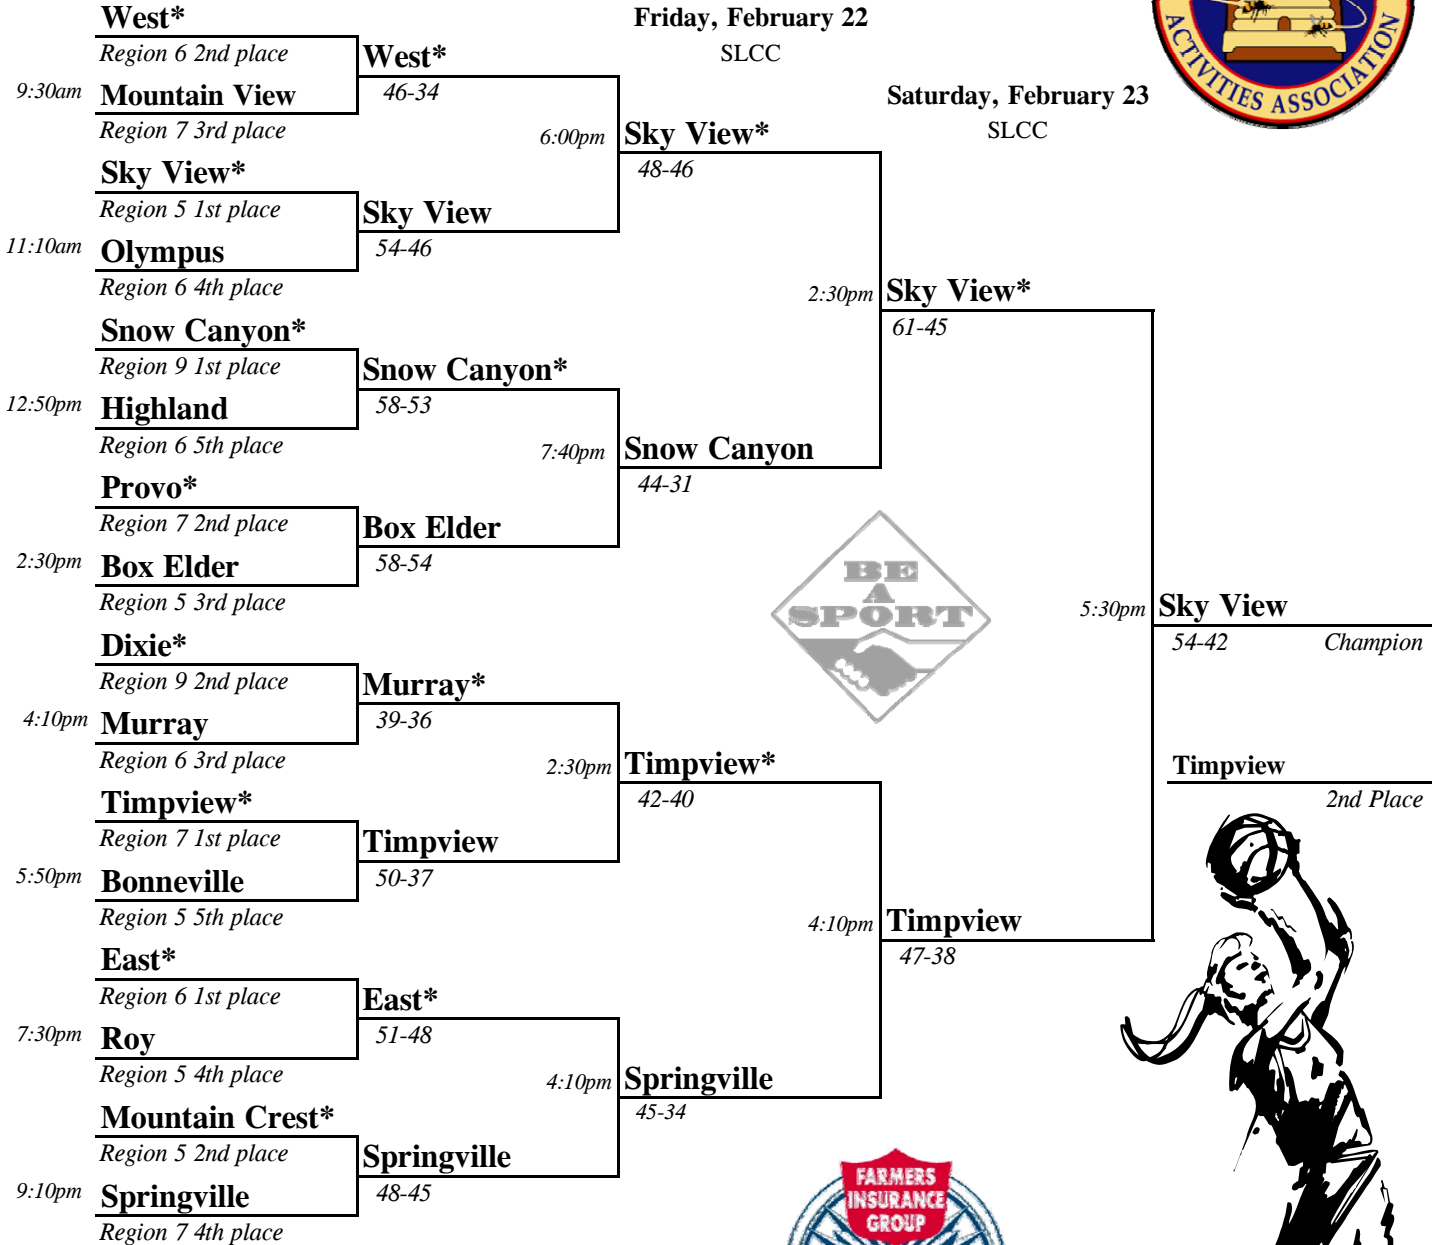 Friday, February 22
SLCC
Saturday, February 23
SLCC
ACTIVITIES ASSOCIATION
West*
Region 6 2nd place
9:30am
Mountain View
Region 7 3rd place
Sky View*
Region 5 1st place
11:10am
Olympus
Region 6 4th place
Snow Canyon*
Region 9 1st place
12:50pm
Highland
Region 6 5th place
Provo*
Region 7 2nd place
2:30pm
Box Elder
Region 5 3rd place
Dixie*
Region 9 2nd place
4:10pm
Murray
Region 6 3rd place
Timpview*
Region 7 1st place
5:50pm
Bonneville
Region 5 5th place
East*
Region 6 1st place
7:30pm
Roy
Region 5 4th place
Mountain Crest*
Region 5 2nd place
9:10pm
Springville
Region 7 4th place
West*
46-34
Sky View
54-46
Snow Canyon*
58-53
Box Elder
58-54
Murray*
39-36
Timpview
50-37
East*
51-48
Springville
48-45
6:00pm
Sky View*
48-46
7:40pm
Snow Canyon
44-31
2:30pm
Timpview*
42-40
4:10pm
Springville
45-34
2:30pm
Sky View*
61-45
4:10pm
Timpview
47-38
BE
A
SPORT
5:30pm
Sky View
54-42
Champion
Timpview
2nd Place
FARMERS
INSURANCE
GROUP